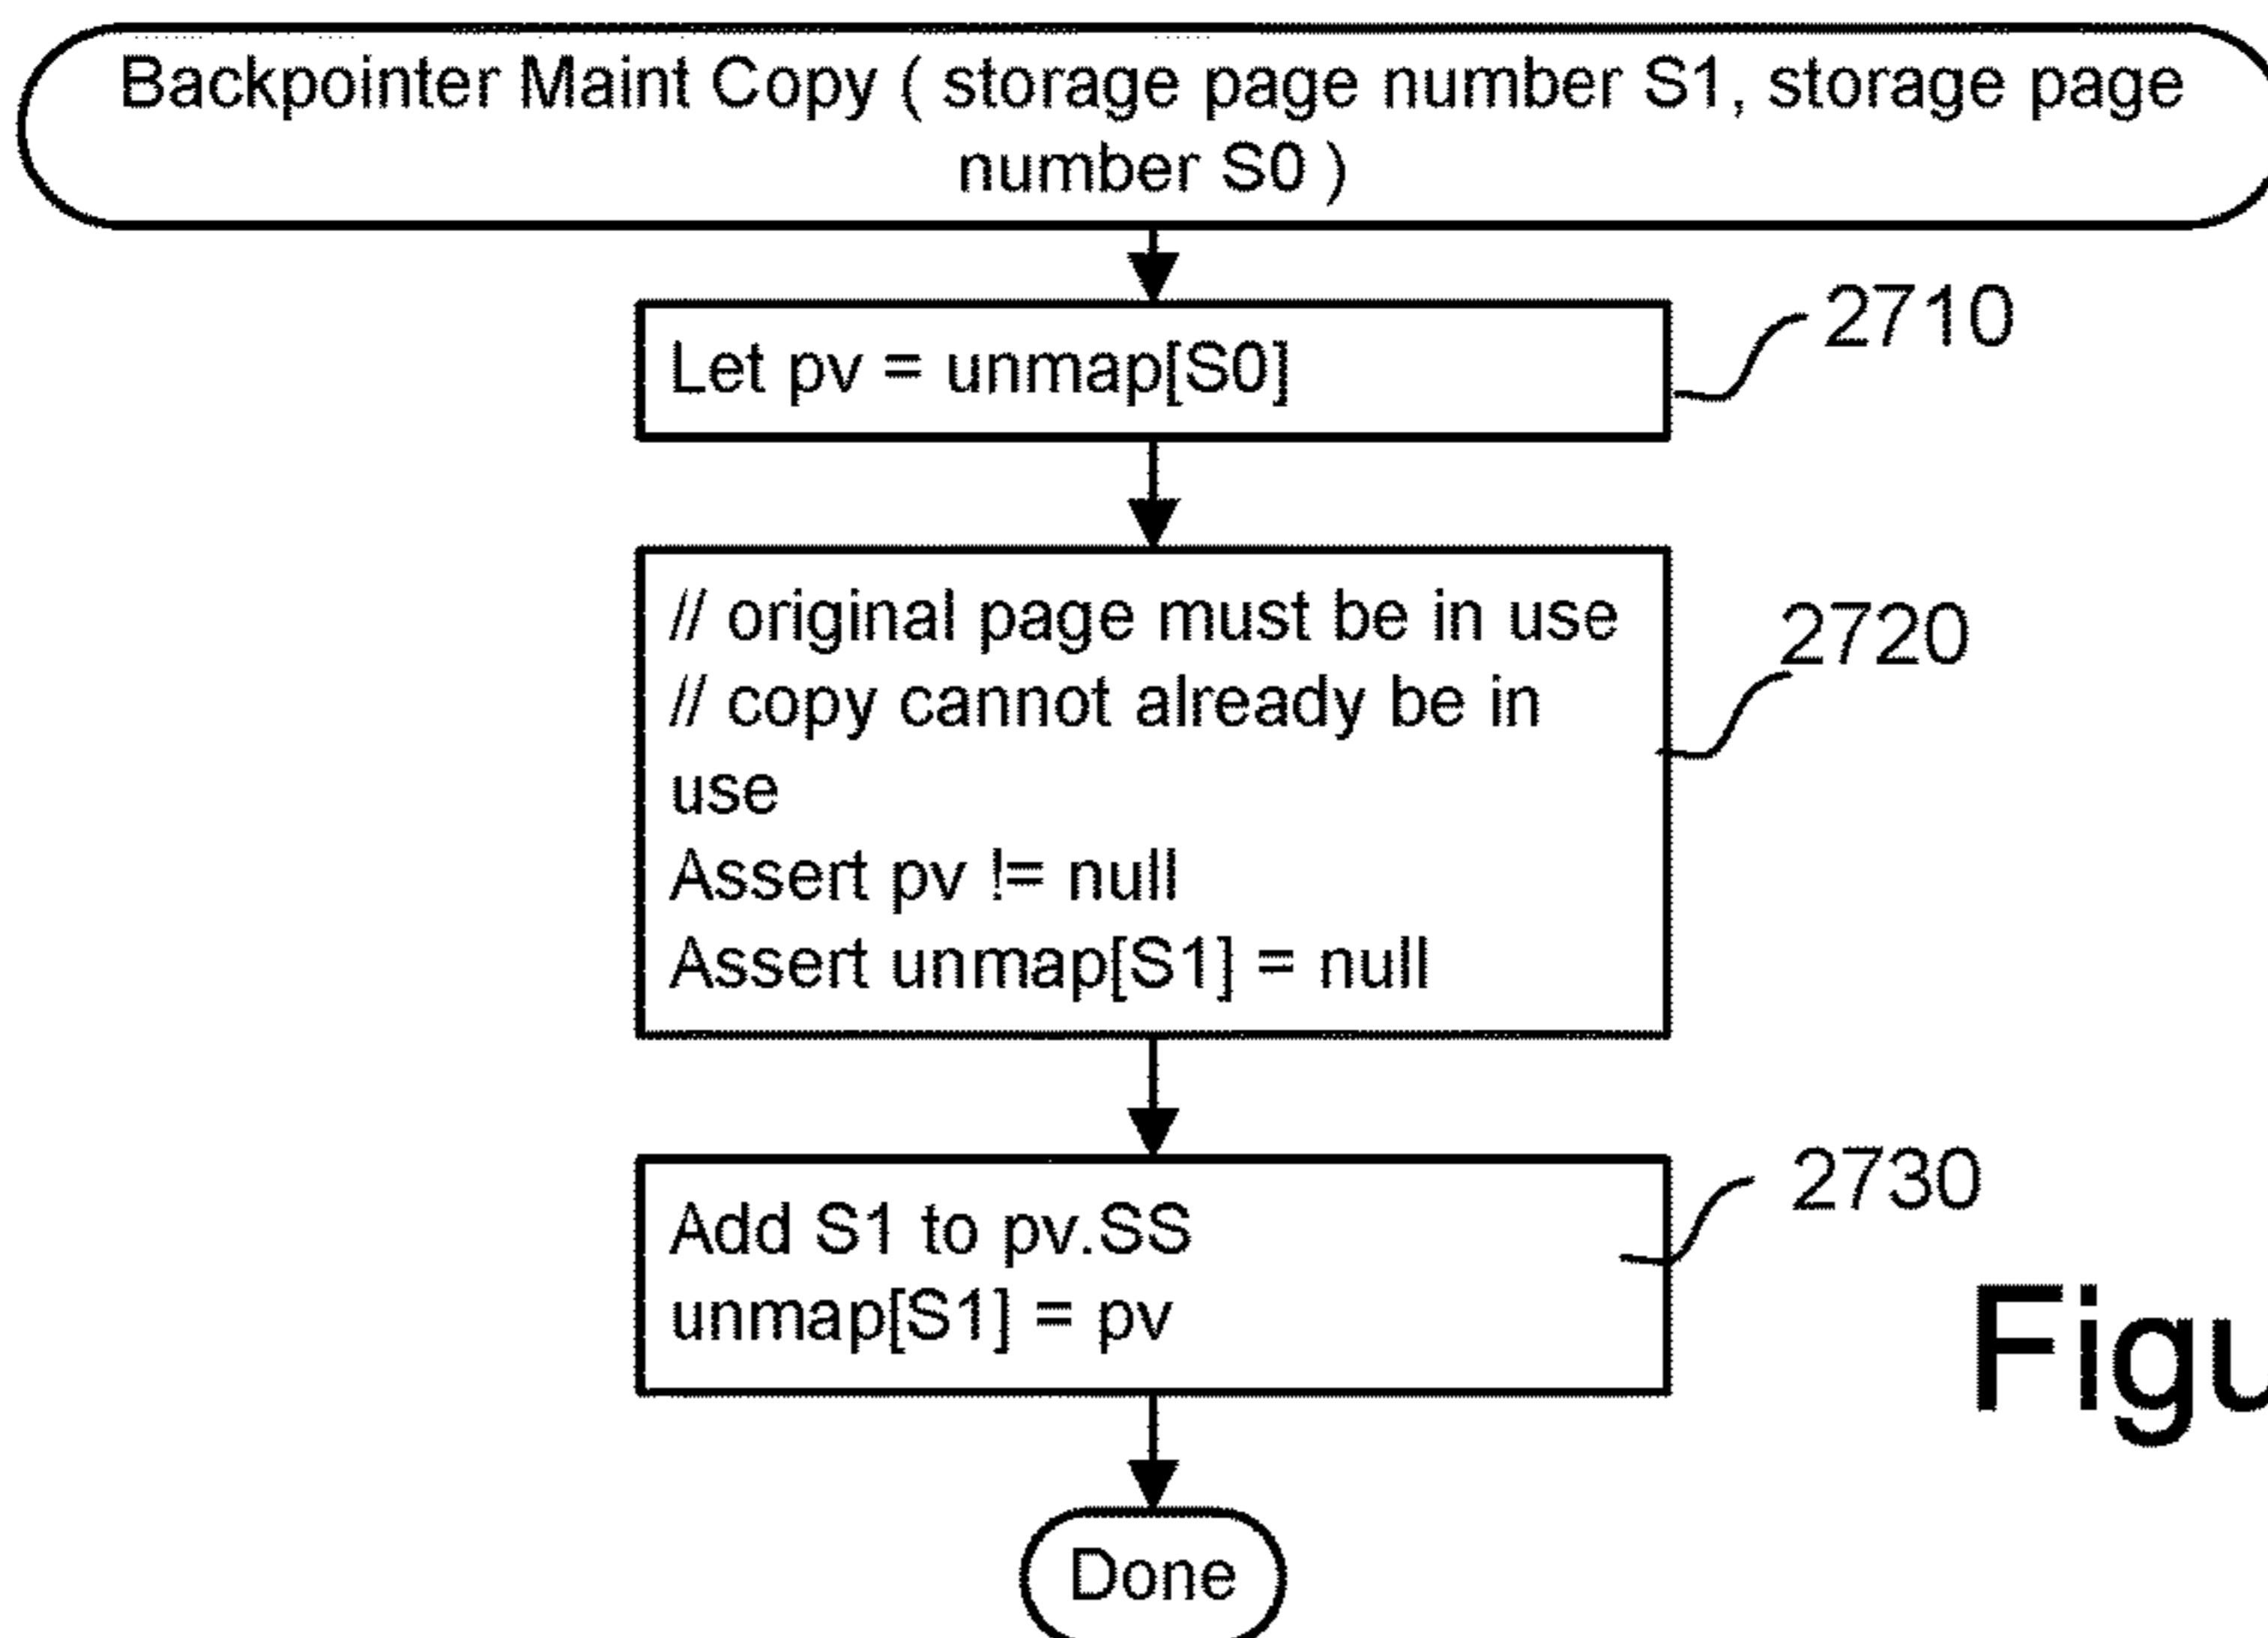 Backpointer Maint Copy ( storage page number S1, storage page
number S0 )
Let pv = unmap[S0]
2710
// original page must be in use
// copy cannot already be in
use
Assert pv != null
Assert unmap[S1] = null
2720
Add S1 to pv.SS
unmap[S1] = pv
2730
Done